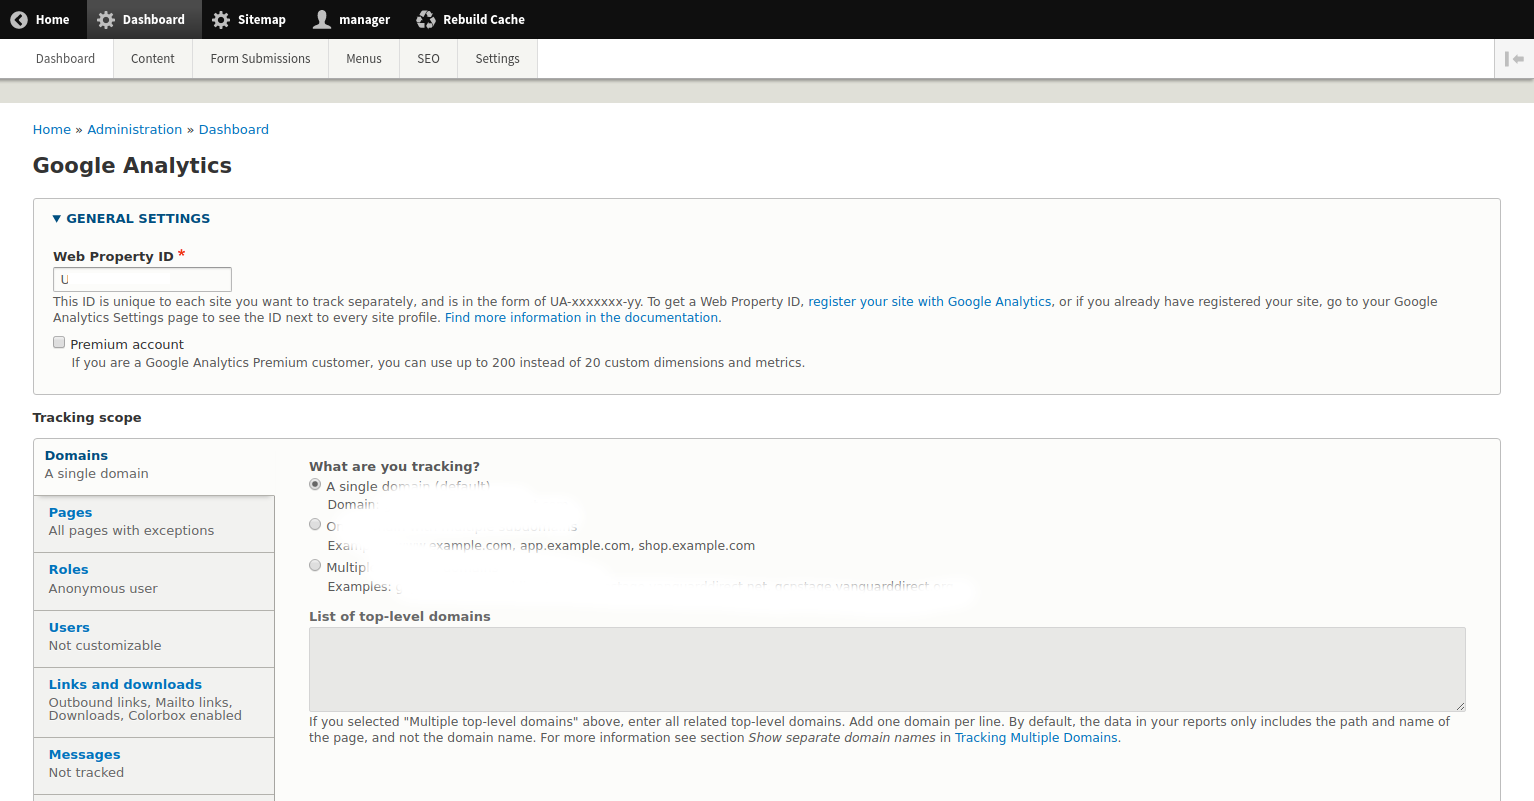 Home Dashboard Sitemap manager Rebuild Cache
Dashboard Content Form Submissions Menus SEO Settings
Home » Administration » Dashboard
Google Analytics
▼ GENERAL SETTINGS
Web Property ID *
U
This ID is unique to each site you want to track separately, and is in the form of UA-xxxxxxx-yy. To get a Web Property ID, register your site with Google Analytics, or if you already have registered your site, go to your Google
Analytics Settings page to see the ID next to every site profile. Find more information in the documentation.
Premium account
If you are a Google Analytics Premium customer, you can use up to 200 instead of 20 custom dimensions and metrics.
Tracking scope
Domains
A single domain
Pages
All pages with exceptions
Roles
Anonymous user
Users
Not customizable
Links and downloads
Outbound links, Mailto links,
Downloads, Colorbox enabled
Messages
Not tracked
What are you tracking?
A single domain (default)
Domain
example.com, app.example.com, shop.example.com
Examples:
List of top-level domains
If you selected "Multiple top-level domains" above, enter all related top-level domains. Add one domain per line. By default, the data in your reports only includes the path and name of
the page, and not the domain name. For more information see section Show separate domain names in Tracking Multiple Domains.